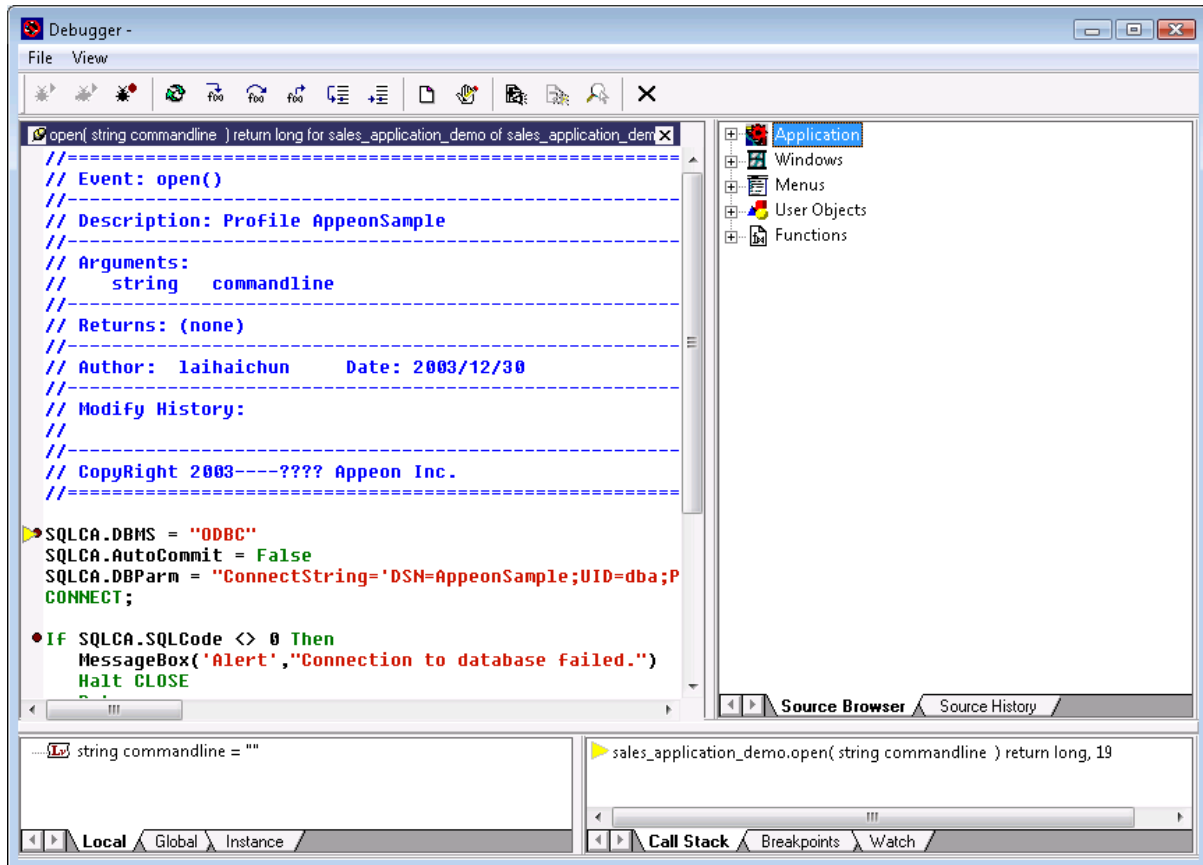 Debugger -
File View
foo foo foo
open( string commandline ) return long for sales_application_demo of sales_application_dem
//=======================================================
// Event: open()
//-------------------------------------------------------
// Description: Profile AppeonSample
//-------------------------------------------------------
// Arguments:
// string commandline
//-------------------------------------------------------
// Returns: (none)
//-------------------------------------------------------
// Author: laihaichun Date: 2003/12/30
//-------------------------------------------------------
// Modify History:
//
//-------------------------------------------------------
// CopyRight 2003----???? Appeon Inc.
//=======================================================
SQLCA.DBMS = "ODBC"
SQLCA.AutoCommit = False
SQLCA.DBParm = "ConnectString='DSN=AppeonSample;UID=dba;P
CONNECT;
If SQLCA.SQLCode <> 0 Then
MessageBox('Alert',"Connection to database failed.")
Halt CLOSE
Application
Windows
Menus
User Objects
Functions
Source Browser Source History
Lv string commandline = ""
Local Global Instance
sales_application_demo.open( string commandline ) return long, 19
Call Stack Breakpoints Watch